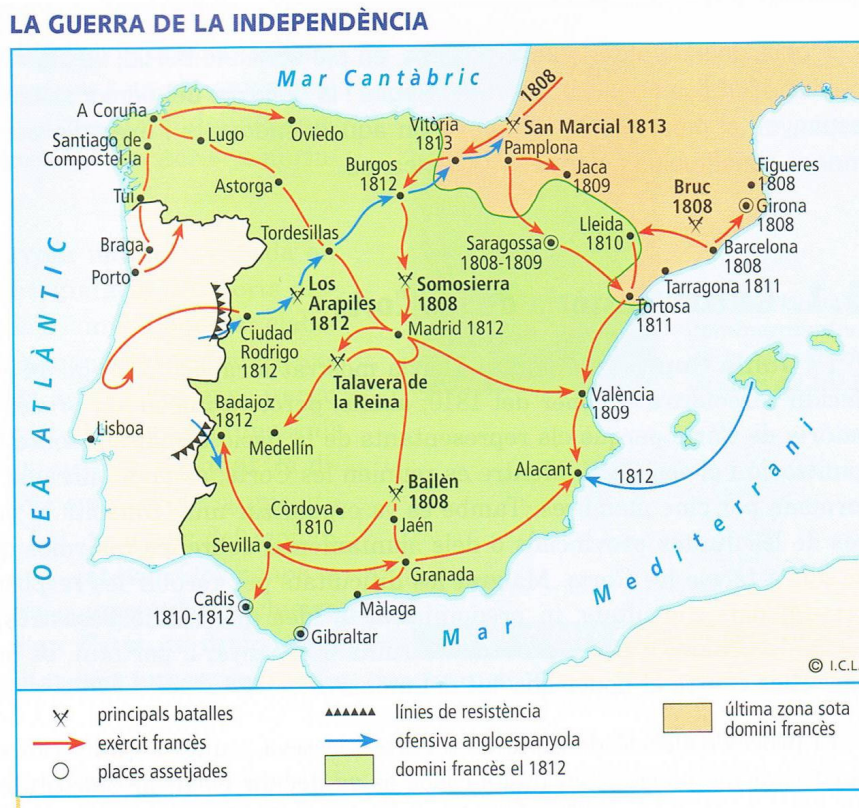 LA GUERRA DE LA INDEPENDÈNCIA
Mar Cantàbric
1808
A Coruña
Santiago de
Compostel·la
Lugo
Oviedo
Vitòria
1813
San Marcial 1813
Pamplona
Jaca
1809
Figueres
1808
Girona
1808
Bruc
1808
Burgos
1812
Astorga
Tui
Tordesillas
Saragossa
1808-1809
Lleida
1810
Barcelona
1808
Tarragona 1811
Tortosa
1811
Braga
Porto
Los
Arapiles
1812
Somosierra
1808
Madrid 1812
Ciudad
Rodrigo
1812
Talavera de
la Reina
OCEÀ ATLÀNTIC
Lisboa
Badajoz
1812
Medellín
València
1809
Alacant
1812
Bailèn
1808
Jaén
Còrdova
1810
Sevilla
Granada
Cadis
1810-1812
Màlaga
Gibraltar
Mar Mediterrani
© I.C.L.
principals batalles
exèrcit francès
places assetjades
línies de resistència
ofensiva angloespanyola
domini francès el 1812
última zona sota
domini francès